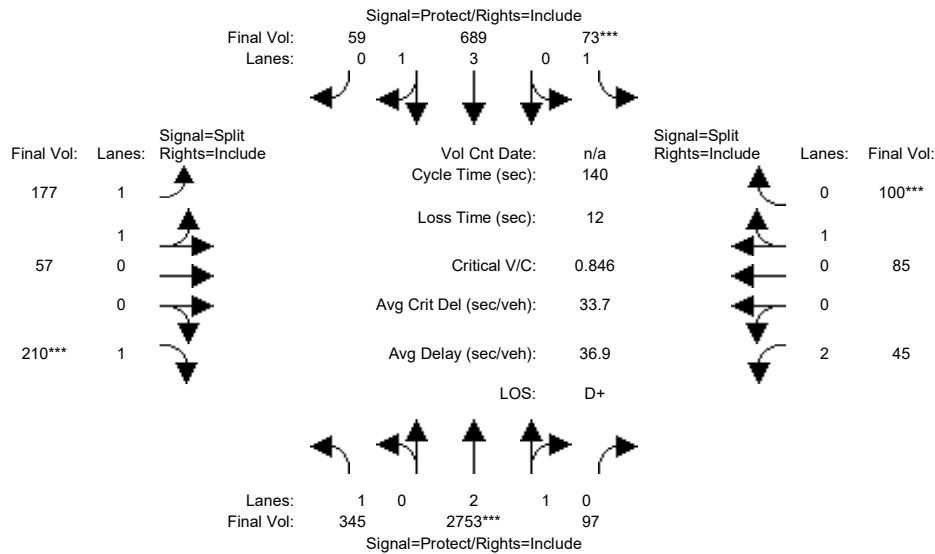 Signal=Protect/Rights=Include
Final Vol: 59 689 73***
Lanes: 0 1 3 0 1
Signal=Split
Final Vol: Lanes: Rights=Include
Vol Cnt Date: n/a
Signal=Split
Rights=Include Lanes: Final Vol:
Cycle Time (sec): 140
177 1
0 100***
Loss Time (sec): 12
1
1
57 0
Critical V/C: 0.846
0 85
0
Avg Crit Del (sec/veh): 33.7
0
210*** 1
Avg Delay (sec/veh): 36.9
2 45
LOS: D+
Lanes: 1 0 2 1 0
Final Vol: 345 2753*** 97
Signal=Protect/Rights=Include